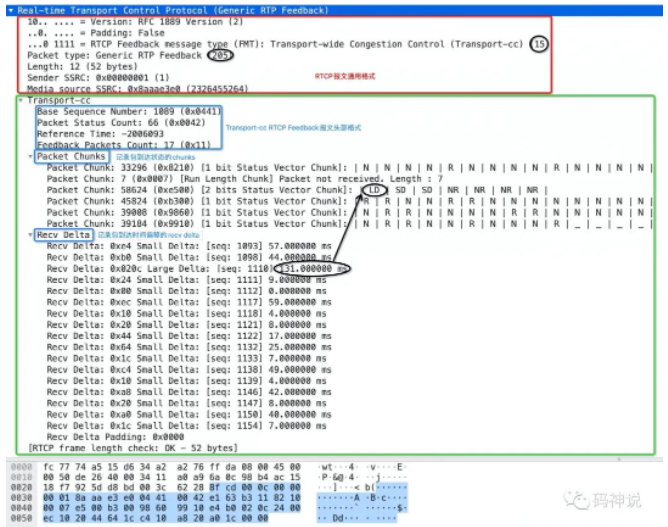 Real-time Transport Control Protocol (Generic RTP Feedback)
10.. .... = Version: RFC 1889 Version (2)
..0. .... = Padding: False
...0 1111 = RTCP Feedback message type (FMT): Transport-wide Congestion Control (Transport-cc) (15)
Packet type: Generic RTP Feedback (205)
Length: 12 (52 bytes)
Sender SSRC: 0x00000001 (1)
RTCP报文通用格式
Media source SSRC: 0x8aaae3e0 (2326455264)
Transport-cc
Base Sequence Number: 1089 (0x0441)
Packet Status Count: 66 (0x0042)
Reference Time: -2006093
Transport-cc RTCP Feedback报文头部格式
Feedback Packets Count: 17 (0x11)
Packet Chunks 记录包到达状态的chunks
Packet Chunk: 33296 (0x8210) [1 bit Status Vector Chunk]: | N | N | N | N | R | N | N | N | N | R | N | N | N | N |
Packet Chunk: 7 (0x0007) [Run Length Chunk] Packet not received. Length : 7
Packet Chunk: 58624 (0xe500) [2 bits Status Vector Chunk]: | LD | SD | SD | NR | NR | NR | NR |
Packet Chunk: 45824 (0xb300) [1 bit Status Vector Chunk]: | R | R | N | N | R | R | N | N | N | N | N | N | N | N |
Packet Chunk: 39008 (0x9860) [1 bit Status Vector Chunk]: | N | R | R | N | N | N | N | R | R | N | N | N | N | N |
Packet Chunk: 39184 (0x9910) [1 bit Status Vector Chunk]: | N | R | R | N | N | R | N | N | N | R | _ | _ | _ | _ |
Recv Delta 记录包到达时间偏移的recv delta
Recv Delta: 0xe4 Small Delta: [seq: 1093] 57.000000 ms
Recv Delta: 0xb0 Small Delta: [seq: 1098] 44.000000 ms
Recv Delta: 0x020c Large Delta: [seq: 1110] 131.000000 ms
Recv Delta: 0x24 Small Delta: [seq: 1111] 9.000000 ms
Recv Delta: 0x00 Small Delta: [seq: 1112] 0.000000 ms
Recv Delta: 0xec Small Delta: [seq: 1117] 59.000000 ms
Recv Delta: 0x10 Small Delta: [seq: 1118] 4.000000 ms
Recv Delta: 0x20 Small Delta: [seq: 1121] 8.000000 ms
Recv Delta: 0x44 Small Delta: [seq: 1122] 17.000000 ms
Recv Delta: 0x64 Small Delta: [seq: 1132] 25.000000 ms
Recv Delta: 0x1c Small Delta: [seq: 1133] 7.000000 ms
Recv Delta: 0xc4 Small Delta: [seq: 1138] 49.000000 ms
Recv Delta: 0x10 Small Delta: [seq: 1139] 4.000000 ms
Recv Delta: 0xa8 Small Delta: [seq: 1146] 42.000000 ms
Recv Delta: 0x20 Small Delta: [seq: 1147] 8.000000 ms
Recv Delta: 0xa0 Small Delta: [seq: 1150] 40.000000 ms
Recv Delta: 0x1c Small Delta: [seq: 1154] 7.000000 ms
Recv Delta Padding: 0x0000
[RTCP frame length check: OK - 52 bytes]
0000 fc 77 74 a5 15 d6 34 a2 a2 76 ff da 08 00 45 00 ·wt···4· ·v····E·
0010 00 50 de 26 40 00 34 11 a0 a9 6a 0c 98 b4 ac 15 ·P·&@·4· ··j·····
0020 18 f7 92 5d d8 bd 00 3c 62 28 8f cd 00 0c 00 00 ···]···< b(······
0030 00 01 8a aa e3 e0 04 41 00 42 e1 63 b3 11 82 10 ·······A ·B·c····
0040 00 07 e5 00 b3 00 98 60 99 10 e4 b0 02 0c 24 00
0050 ec 10 20 44 64 1c c4 10 a8 20 a0 1c 00 00 ·· Dd····
码神说